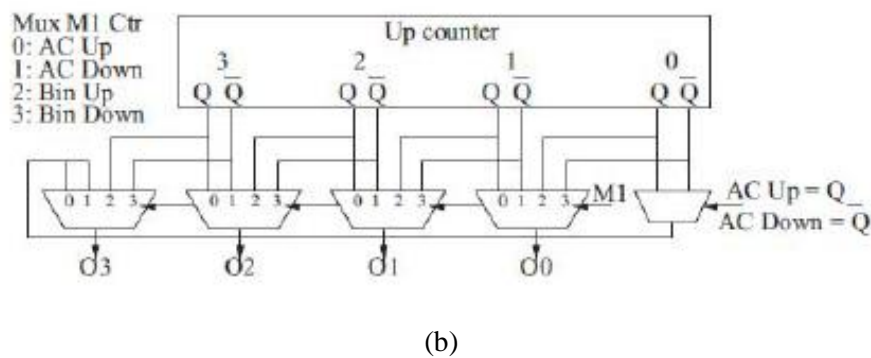 Mux M1 Ctr
0: AC Up
1: AC Down
2: Bin Up
3: Bin Down
Up counter
3 2 1 0
Q Q̅ Q Q̅ Q Q̅ Q Q̅
0 1 2 3 0 1 2 3 0 1 2 3 0 1 2 3 M1
AC Up = Q
AC Down = Q̅
O3 O2 O1 O0
(b)